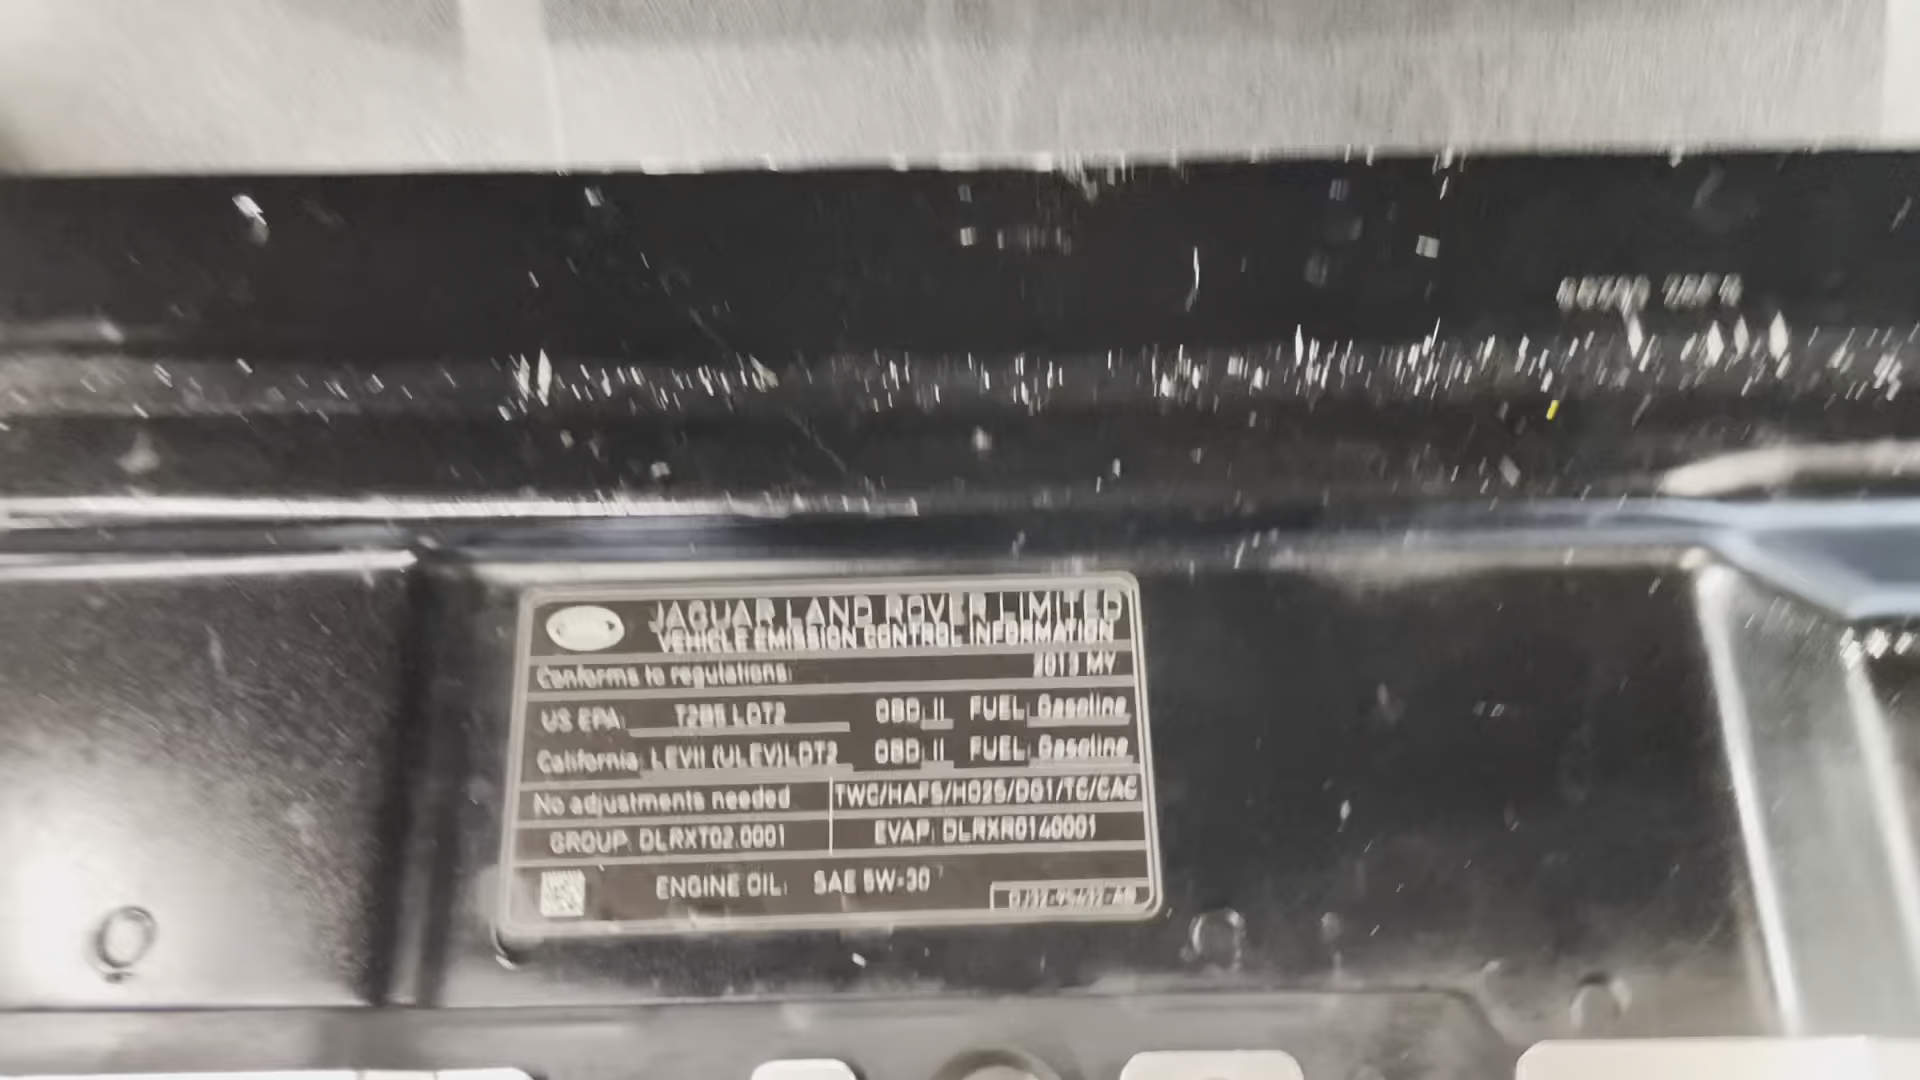 JAGUAR LAND ROVER LIMITED
VEHICLE EMISSION CONTROL INFORMATION
Conforms to regulations: 2013 MY
US EPA: T2B5 LDT2 OBD: II FUEL: Gasoline
California: LEVII (ULEV) LDT2 OBD: II FUEL: Gasoline
No adjustments needed TWC/HAFS/HO2S/DGI/TC/CAC
GROUP: DLRXT02.0001 EVAP: DLRXR0140001
ENGINE OIL: SAE 5W-30